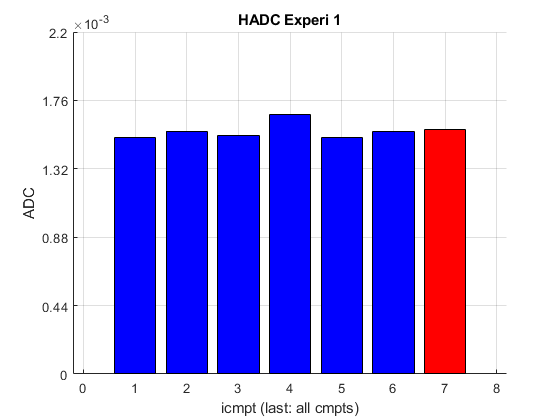 HADC Experi 1
×10-3
2.2
1.76
1.32
0.88
0.44
0
0 1 2 3 4 5 6 7 8
ADC
icmpt (last: all cmpts)